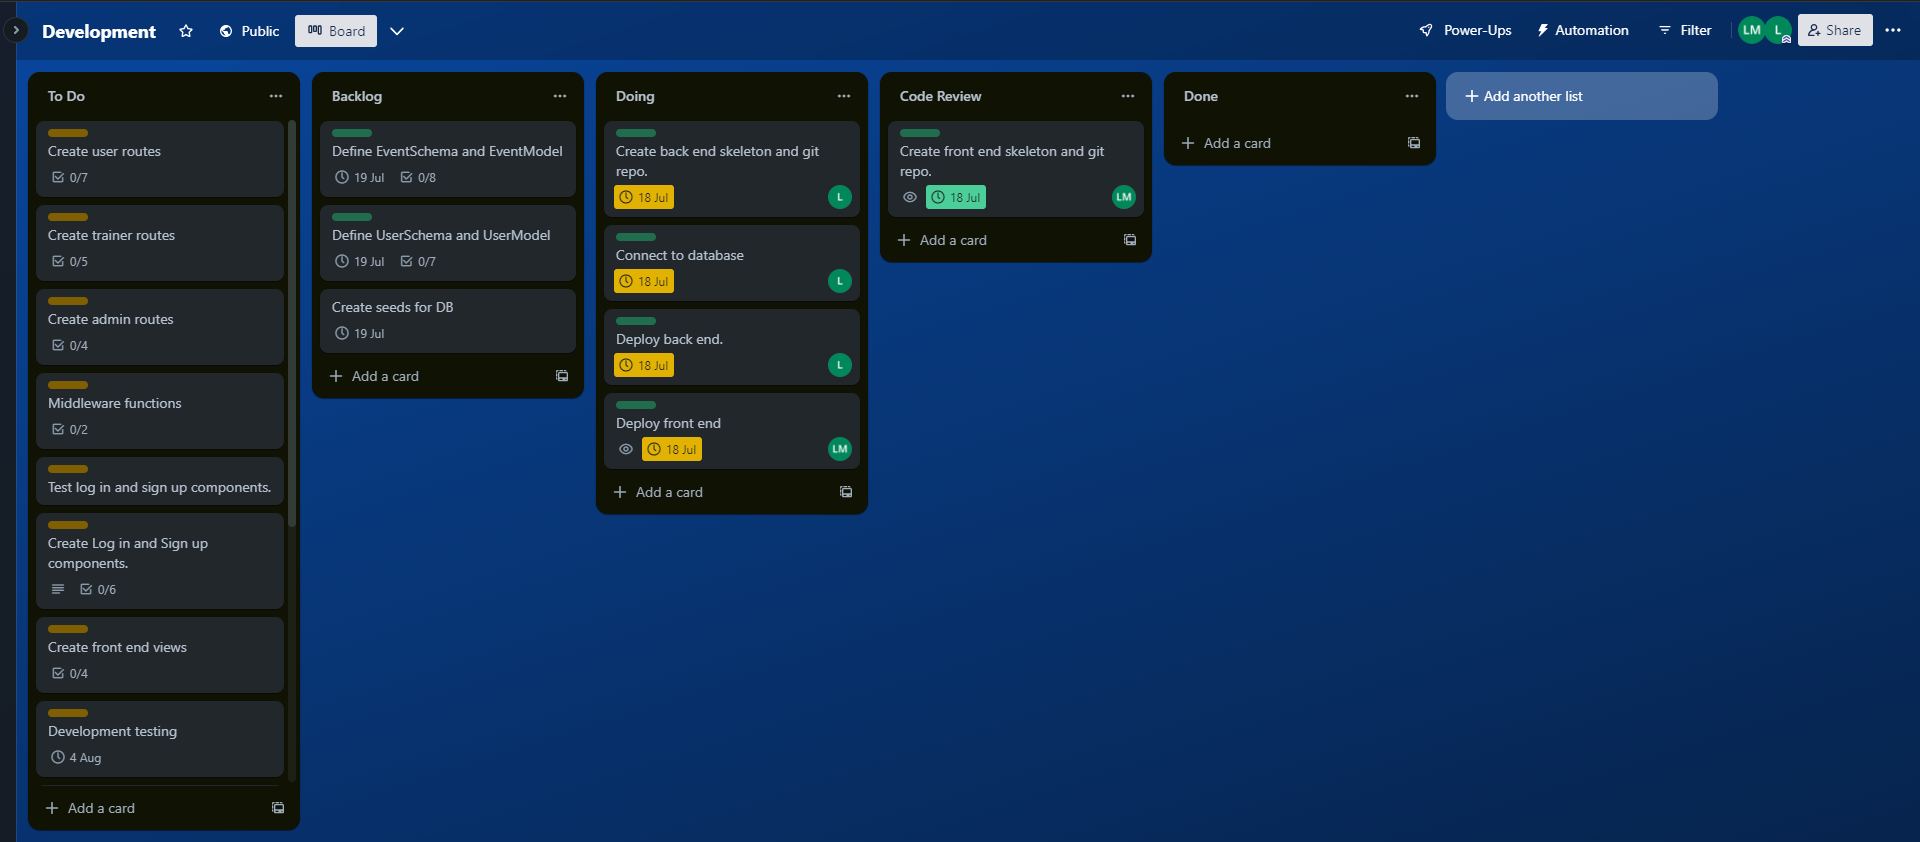 Development
Public
Board
Power-Ups
Automation
Filter
LM
L
Share
To Do
Create user routes
0/7
Create trainer routes
0/5
Create admin routes
0/4
Middleware functions
0/2
Test log in and sign up components.
Create Log in and Sign up
components.
0/6
Create front end views
0/4
Development testing
4 Aug
Add a card
Backlog
Define EventSchema and EventModel
19 Jul
0/8
Define UserSchema and UserModel
19 Jul
0/7
Create seeds for DB
19 Jul
Add a card
Doing
Create back end skeleton and git
repo.
18 Jul
L
Connect to database
18 Jul
L
Deploy back end.
18 Jul
L
Deploy front end
18 Jul
LM
Add a card
Code Review
Create front end skeleton and git
repo.
18 Jul
LM
Add a card
Done
Add a card
Add another list